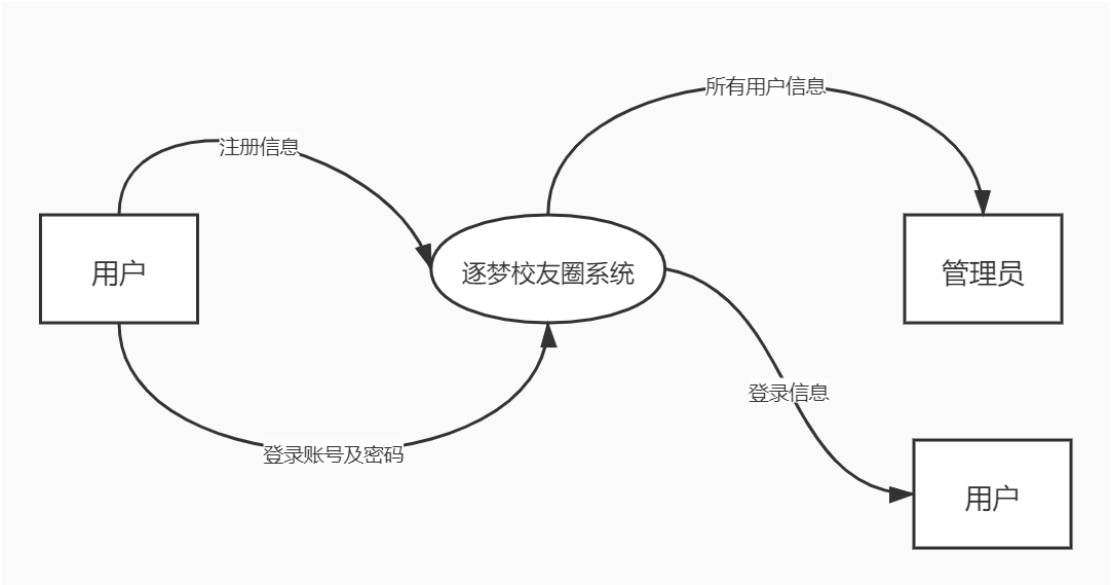 所有用户信息
注册信息
用户
逐梦校友圈系统
管理员
登录信息
登录账号及密码
用户